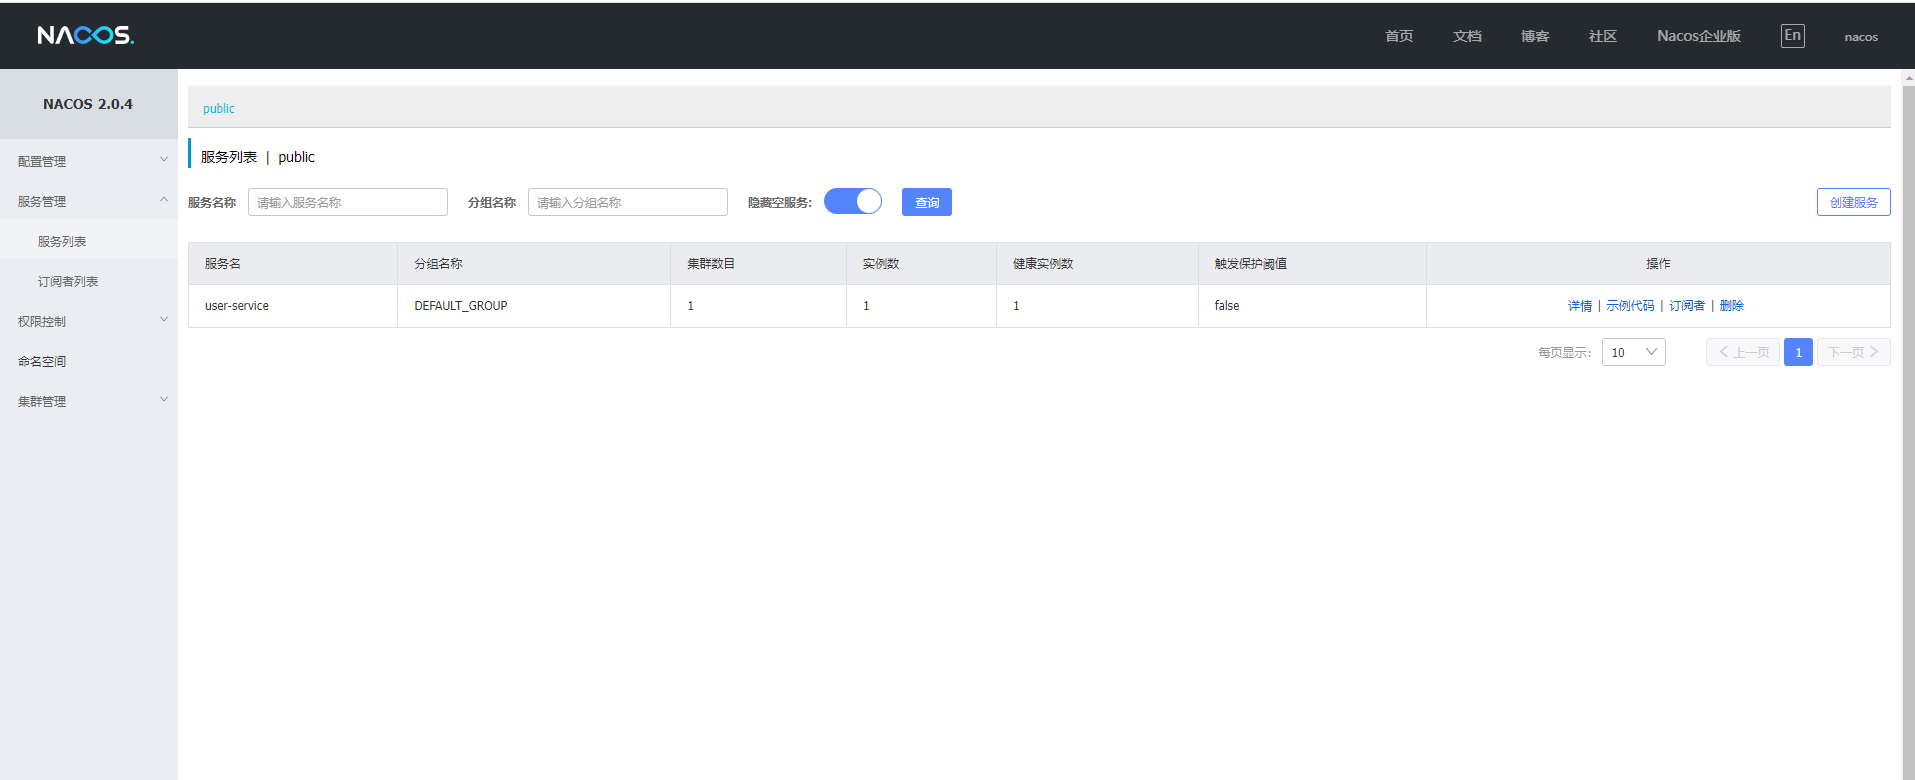 NACOS.
首页 文档 博客 社区 Nacos企业版 En nacos
NACOS 2.0.4
配置管理
服务管理
服务列表
订阅者列表
权限控制
命名空间
集群管理
public
服务列表 | public
服务名称 请输入服务名称 分组名称 请输入分组名称 隐藏空服务: 查询 创建服务
服务名 分组名称 集群数目 实例数 健康实例数 触发保护阈值 操作
user-service DEFAULT_GROUP 1 1 1 false 详情 | 示例代码 | 订阅者 | 删除
每页显示: 10 上一页 1 下一页